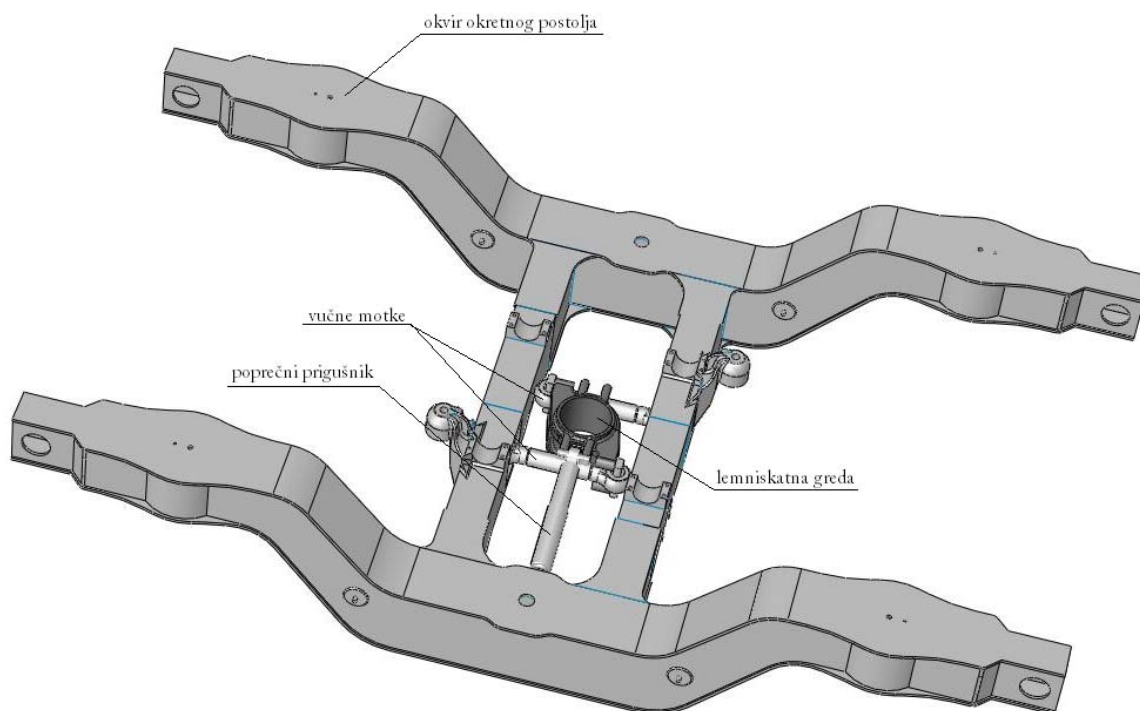 okvir okretnog postolja
vučne motke
poprečni prigušnik
lemniskatna greda